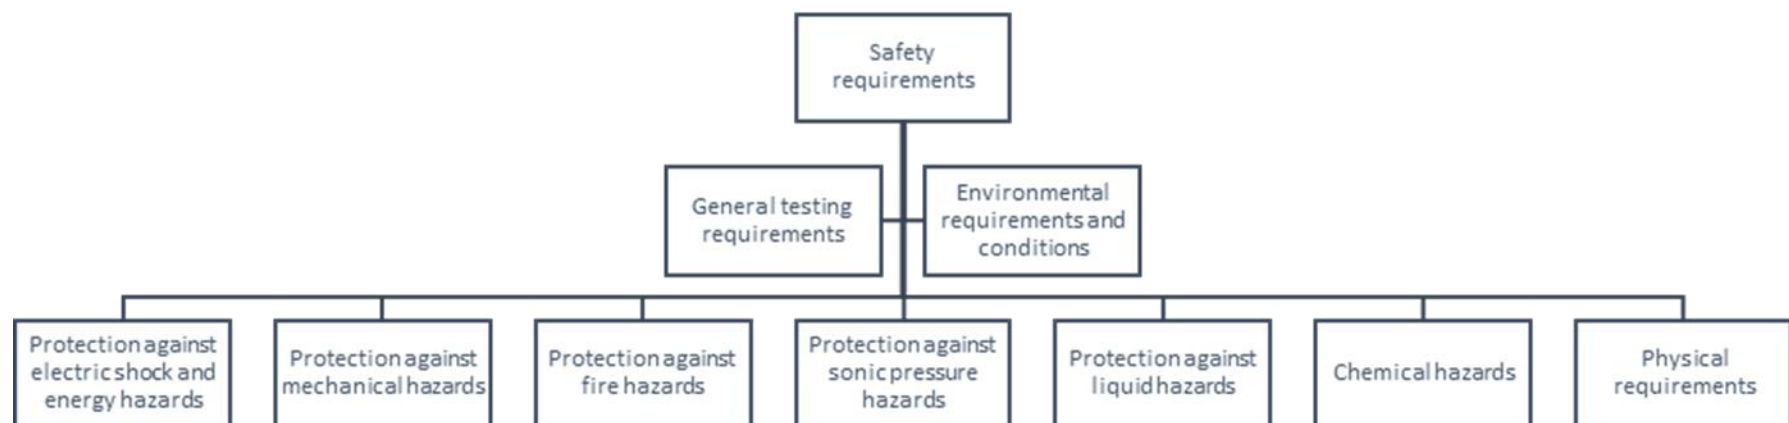 Safety
requirements
General testing
requirements
Environmental
requirements and
conditions
Protection against
electric shock and
energy hazards
Protection against
mechanical hazards
Protection against
fire hazards
Protection against
sonic pressure
hazards
Protection against
liquid hazards
Chemical hazards
Physical
requirements